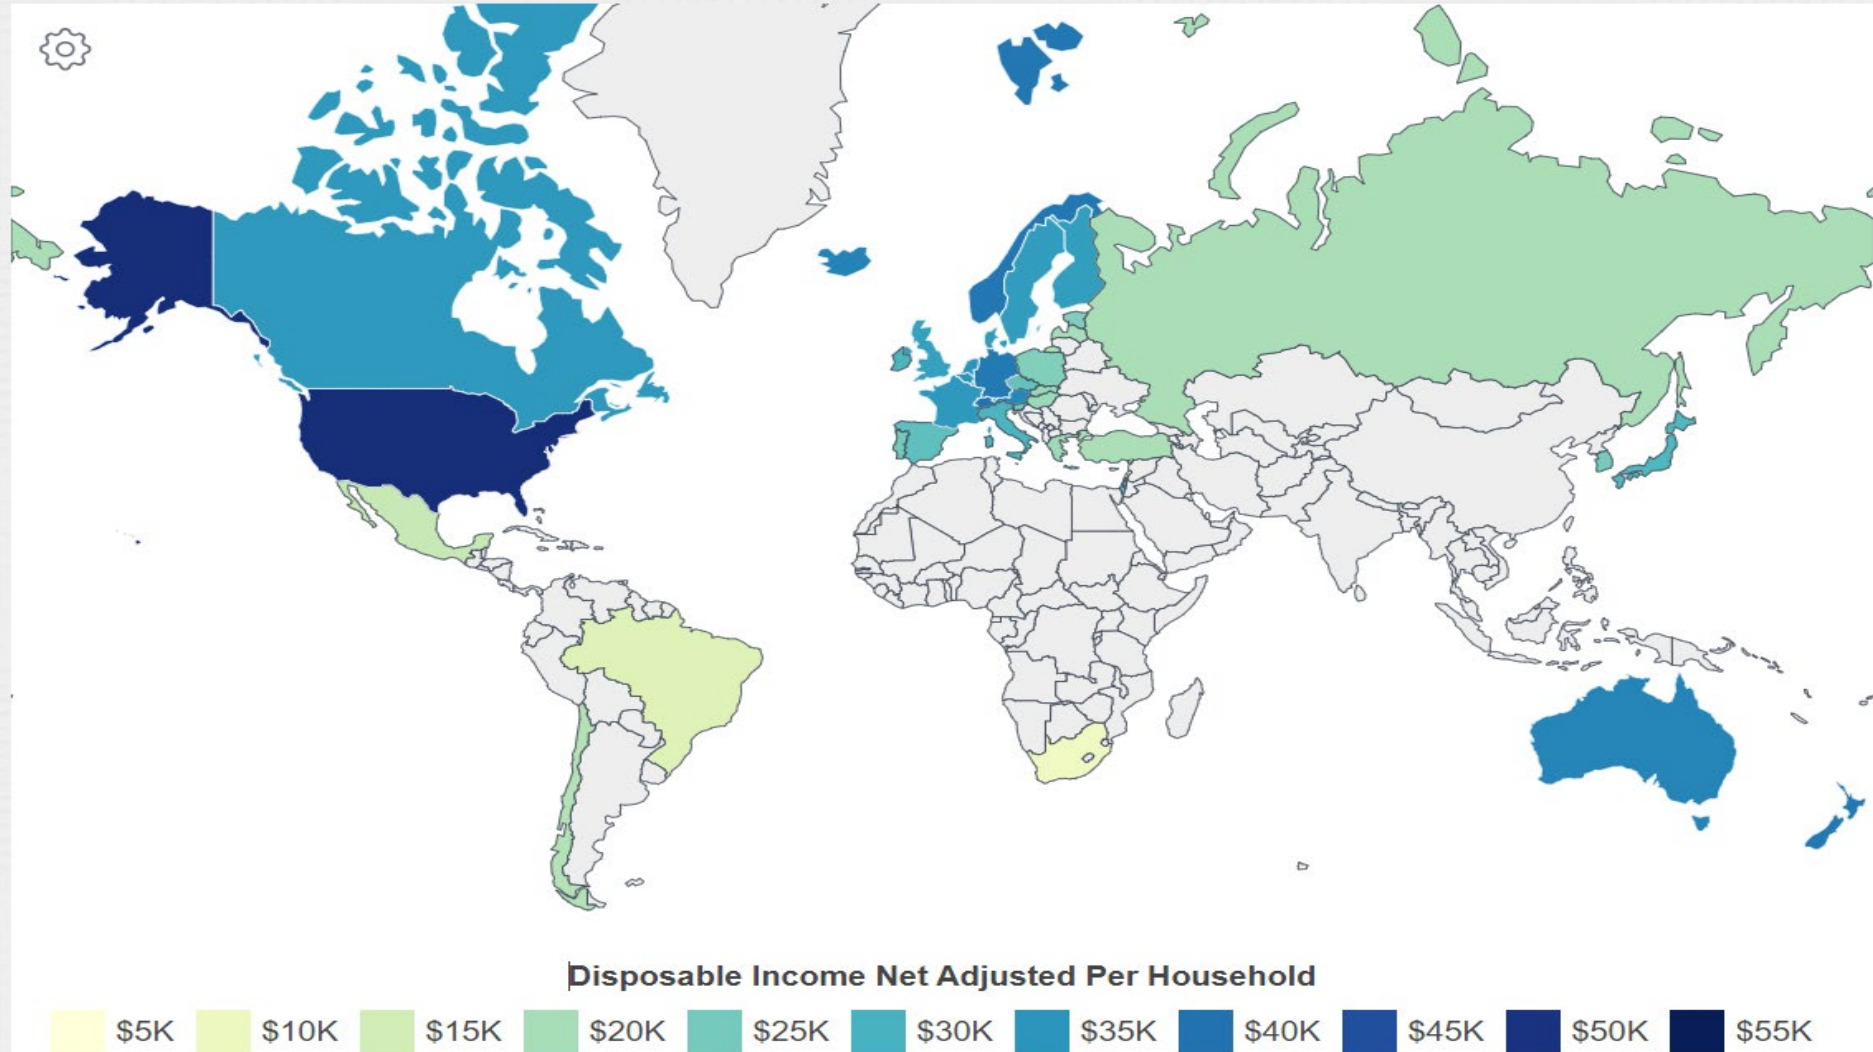 Disposable Income Net Adjusted Per Household
$5K $10K $15K $20K $25K $30K $35K $40K $45K $50K $55K